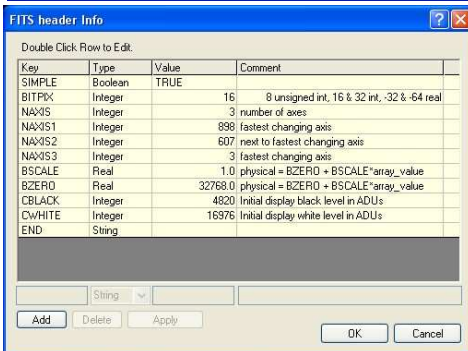 FITS header Info
Double Click Row to Edit.
Key Type Value Comment
SIMPLE Boolean TRUE
BITPIX Integer 16 8 unsigned int, 16 & 32 int, -32 & -64 real
NAXIS Integer 3 number of axes
NAXIS1 Integer 898 fastest changing axis
NAXIS2 Integer 607 next to fastest changing axis
NAXIS3 Integer 3 fastest changing axis
BSCALE Real 1.0 physical = BZERO + BSCALE*array_value
BZERO Real 32768.0 physical = BZERO + BSCALE*array_value
CBLACK Integer 4820 Initial display black level in ADUs
CWHITE Integer 16976 Initial display white level in ADUs
END String
String
Add Delete Apply
OK Cancel